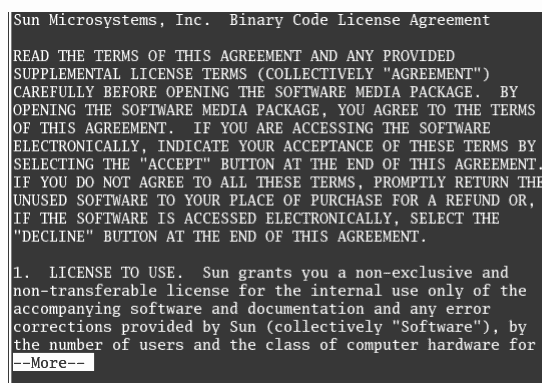 Sun Microsystems, Inc.  Binary Code License Agreement
READ THE TERMS OF THIS AGREEMENT AND ANY PROVIDED
SUPPLEMENTAL LICENSE TERMS (COLLECTIVELY "AGREEMENT")
CAREFULLY BEFORE OPENING THE SOFTWARE MEDIA PACKAGE.  BY
OPENING THE SOFTWARE MEDIA PACKAGE, YOU AGREE TO THE TERMS
OF THIS AGREEMENT.  IF YOU ARE ACCESSING THE SOFTWARE
ELECTRONICALLY, INDICATE YOUR ACCEPTANCE OF THESE TERMS BY
SELECTING THE "ACCEPT" BUTTON AT THE END OF THIS AGREEMENT.
IF YOU DO NOT AGREE TO ALL THESE TERMS, PROMPTLY RETURN THE
UNUSED SOFTWARE TO YOUR PLACE OF PURCHASE FOR A REFUND OR,
IF THE SOFTWARE IS ACCESSED ELECTRONICALLY, SELECT THE
"DECLINE" BUTTON AT THE END OF THIS AGREEMENT.
1.  LICENSE TO USE.  Sun grants you a non-exclusive and
non-transferable license for the internal use only of the
accompanying software and documentation and any error
corrections provided by Sun (collectively "Software"), by
the number of users and the class of computer hardware for
--More--